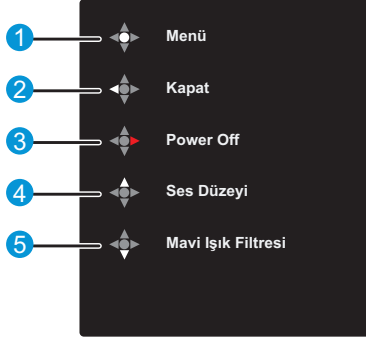 1 Menü
2 Kapat
3 Power Off
4 Ses Düzeyi
5 Mavi Işık Filtresi